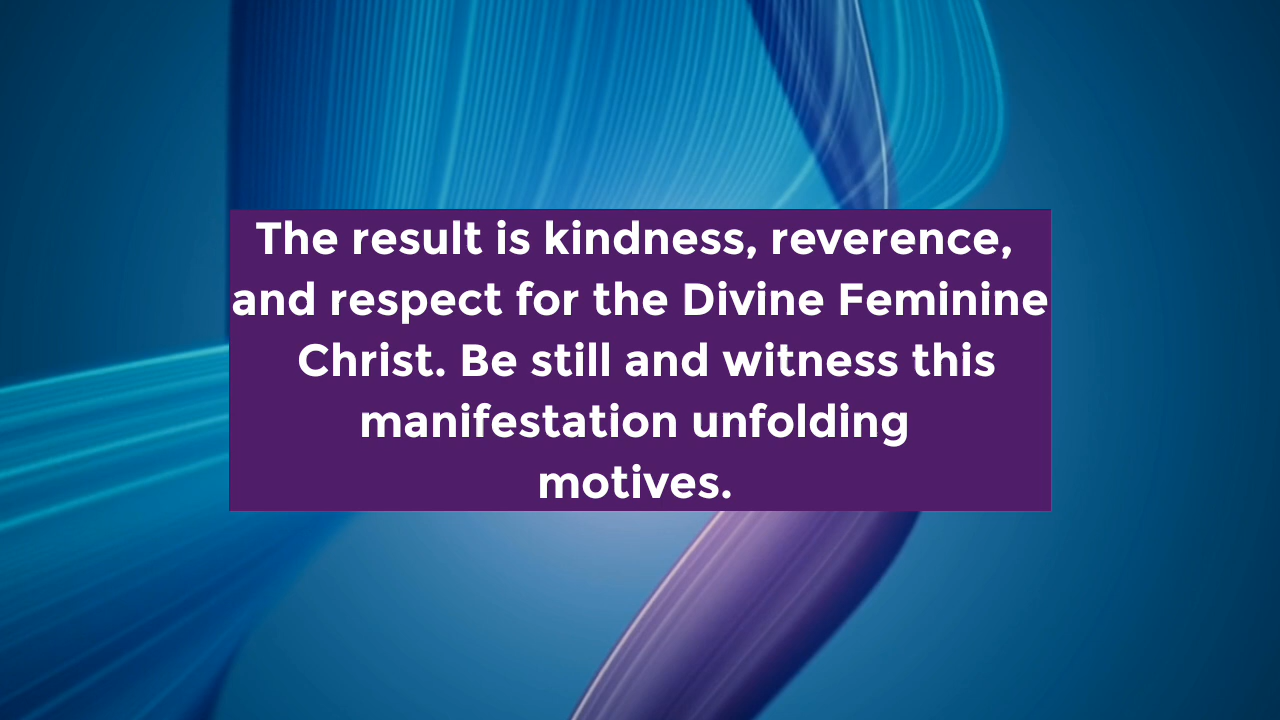 The result is kindness, reverence,
and respect for the Divine Feminine
Christ. Be still and witness this
manifestation unfolding
motives.